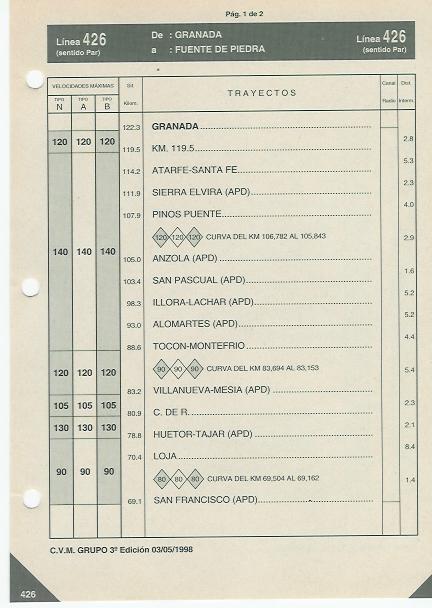 Pág. 1 de 2
Línea 426
(sentido Par)
De : GRANADA
a : FUENTE DE PIEDRA
Línea 426
(sentido Par)
VELOCIDADES MÁXIMAS
TIPO N TIPO A TIPO B
Sit. Kilom.
TRAYECTOS
Canal Radio
Dist. Interm.
122.3 GRANADA
120 120 120 2.8
119.5 KM. 119.5
5.3
114.2 ATARFE-SANTA FE
2.3
111.9 SIERRA ELVIRA (APD)
4.0
107.9 PINOS PUENTE
120 120 120 CURVA DEL KM 106,782 AL 105,843 2.9
140 140 140
105.0 ANZOLA (APD)
1.6
103.4 SAN PASCUAL (APD)
5.2
98.3 ILLORA-LACHAR (APD)
5.2
93.0 ALOMARTES (APD)
4.4
88.6 TOCON-MONTEFRIO
120 120 120 90 90 90 CURVA DEL KM 83,694 AL 83,153 5.4
83.2 VILLANUEVA-MESIA (APD)
105 105 105 2.3
80.9 C. DE R.
130 130 130 2.1
78.8 HUETOR-TAJAR (APD)
8.4
70.4 LOJA
90 90 90 80 80 80 CURVA DEL KM 69,504 AL 69,162 1.4
69.1 SAN FRANCISCO (APD)
C.V.M. GRUPO 3º Edición 03/05/1998
426